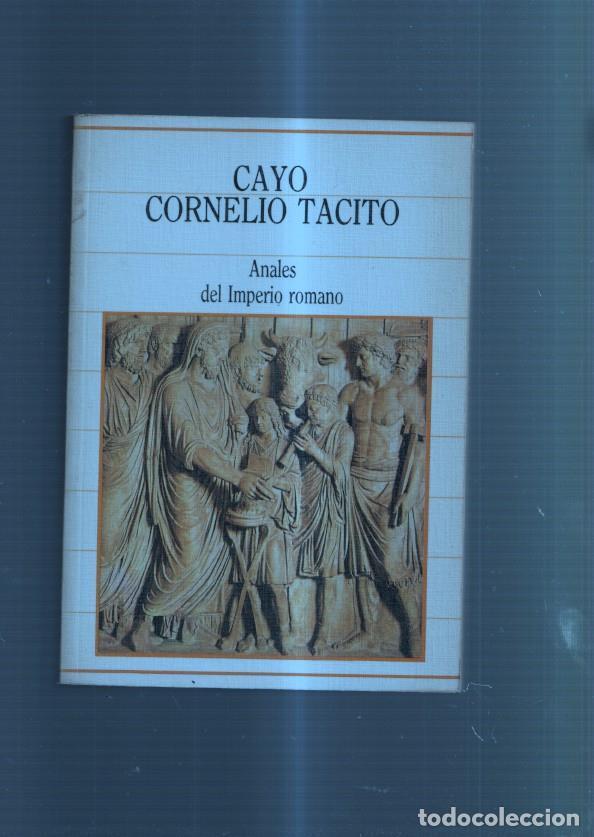 CAYO
CORNELIO TACITO
Anales
del Imperio romano
todocoleccion